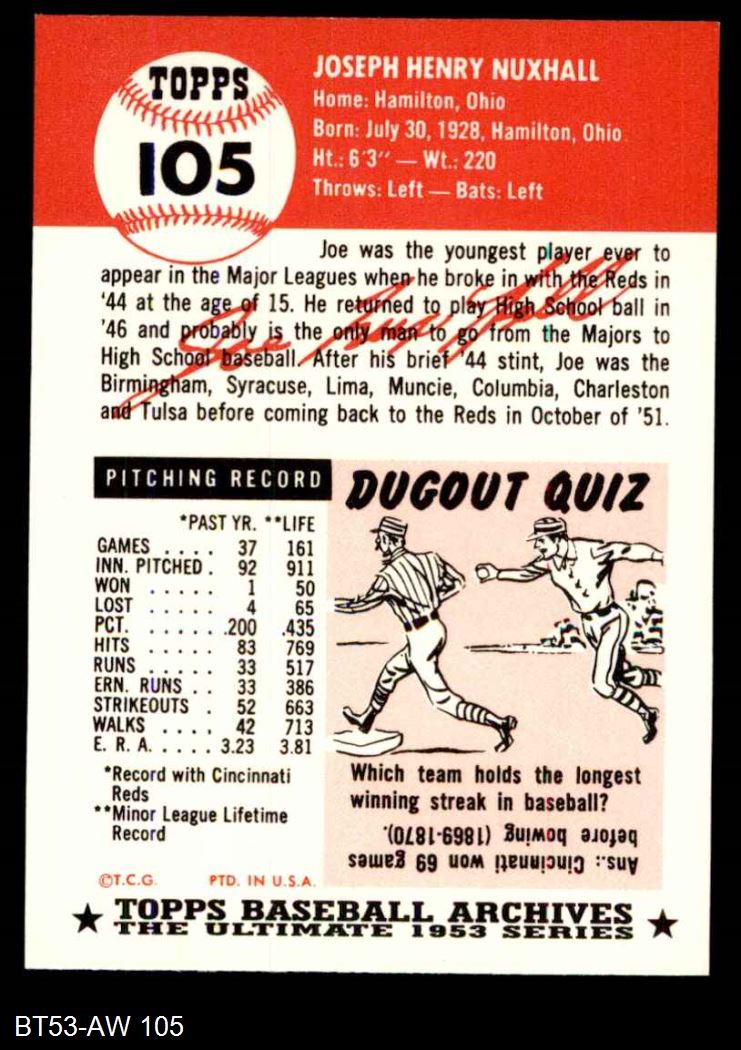 TOPPS
105
JOSEPH HENRY NUXHALL
Home: Hamilton, Ohio
Born: July 30, 1928, Hamilton, Ohio
Ht.: 6'3" — Wt.: 220
Throws: Left — Bats: Left
Joe was the youngest player ever to
appear in the Major Leagues when he broke in with the Reds in
'44 at the age of 15. He returned to play High School ball in
'46 and probably is the only man to go from the Majors to
High School baseball. After his brief '44 stint, Joe was the
Birmingham, Syracuse, Lima, Muncie, Columbia, Charleston
and Tulsa before coming back to the Reds in October of '51.
Joe Nuxhall
PITCHING RECORD
*PAST YR. **LIFE
GAMES .... 37 161
INN. PITCHED . 92 911
WON ..... 1 50
LOST ..... 4 65
PCT. ...... .200 .435
HITS ...... 83 769
RUNS ..... 33 517
ERN. RUNS .. 33 386
STRIKEOUTS . 52 663
WALKS .... 42 713
E. R. A. .... 3.23 3.81
*Record with Cincinnati
Reds
**Minor League Lifetime
Record
©T.C.G. PTD. IN U.S.A.
DUGOUT QUIZ
Which team holds the longest
winning streak in baseball?
Ans.: Cincinnati won 69 games
before bowing (1869-1870).
TOPPS BASEBALL ARCHIVES
THE ULTIMATE 1953 SERIES
BT53-AW 105